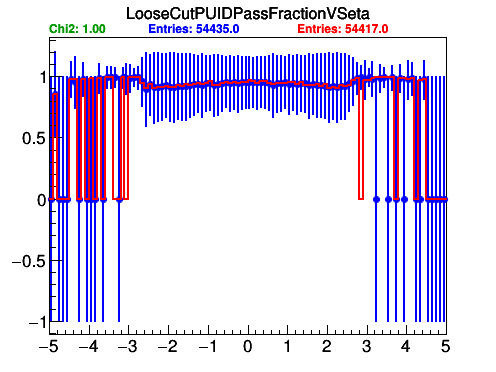 LooseCutPUIDPassFractionVSeta
Chi2: 1.00 Entries: 54435.0 Entries: 54417.0
1
0.5
0
−0.5
−1
−5 −4 −3 −2 −1 0 1 2 3 4 5